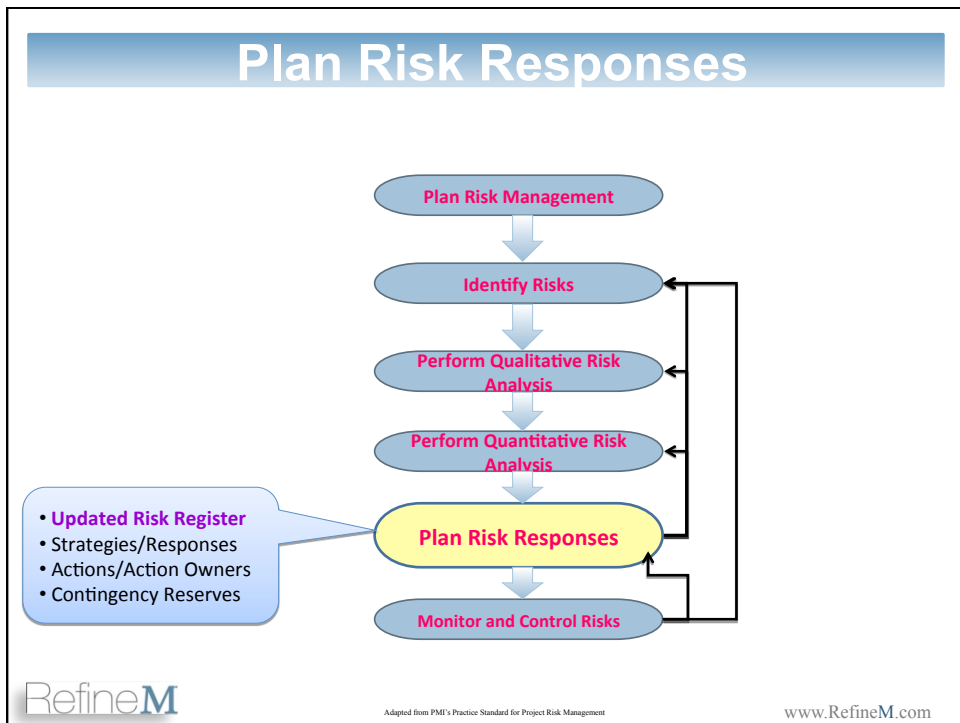 Plan Risk Responses
Plan Risk Management
Identify Risks
Perform Qualitative Risk
Analysis
Perform Quantitative Risk
Analysis
• Updated Risk Register
• Strategies/Responses
• Actions/Action Owners
• Contingency Reserves
Plan Risk Responses
Monitor and Control Risks
RefineM
Adapted from PMI's Practice Standard for Project Risk Management
www.RefineM.com